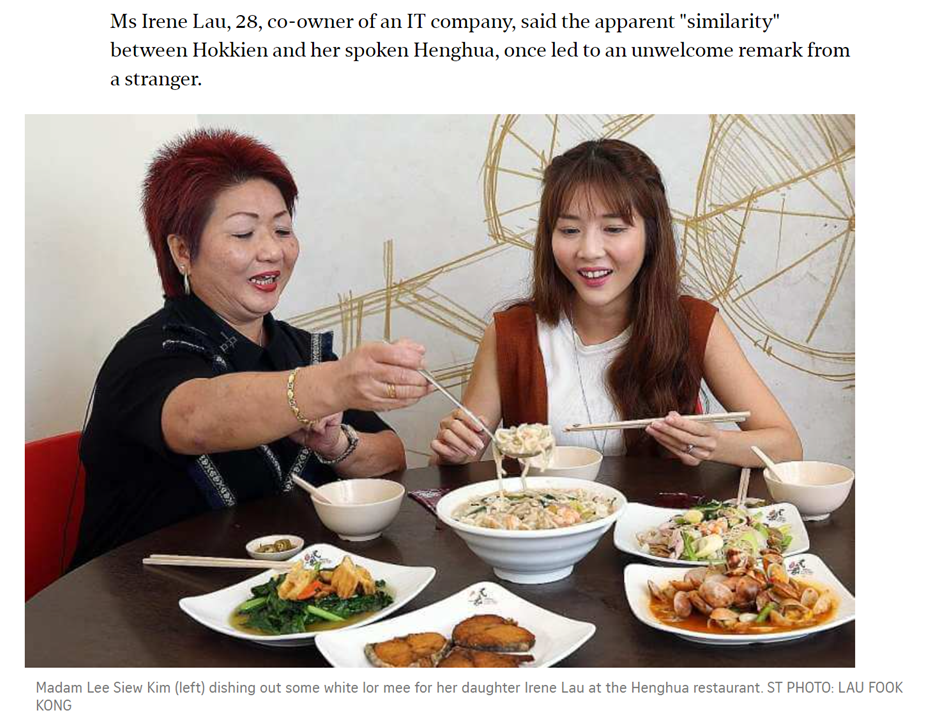 Ms Irene Lau, 28, co-owner of an IT company, said the apparent "similarity"
between Hokkien and her spoken Henghua, once led to an unwelcome remark from
a stranger.
Madam Lee Siew Kim (left) dishing out some white lor mee for her daughter Irene Lau at the Henghua restaurant. ST PHOTO: LAU FOOK
KONG